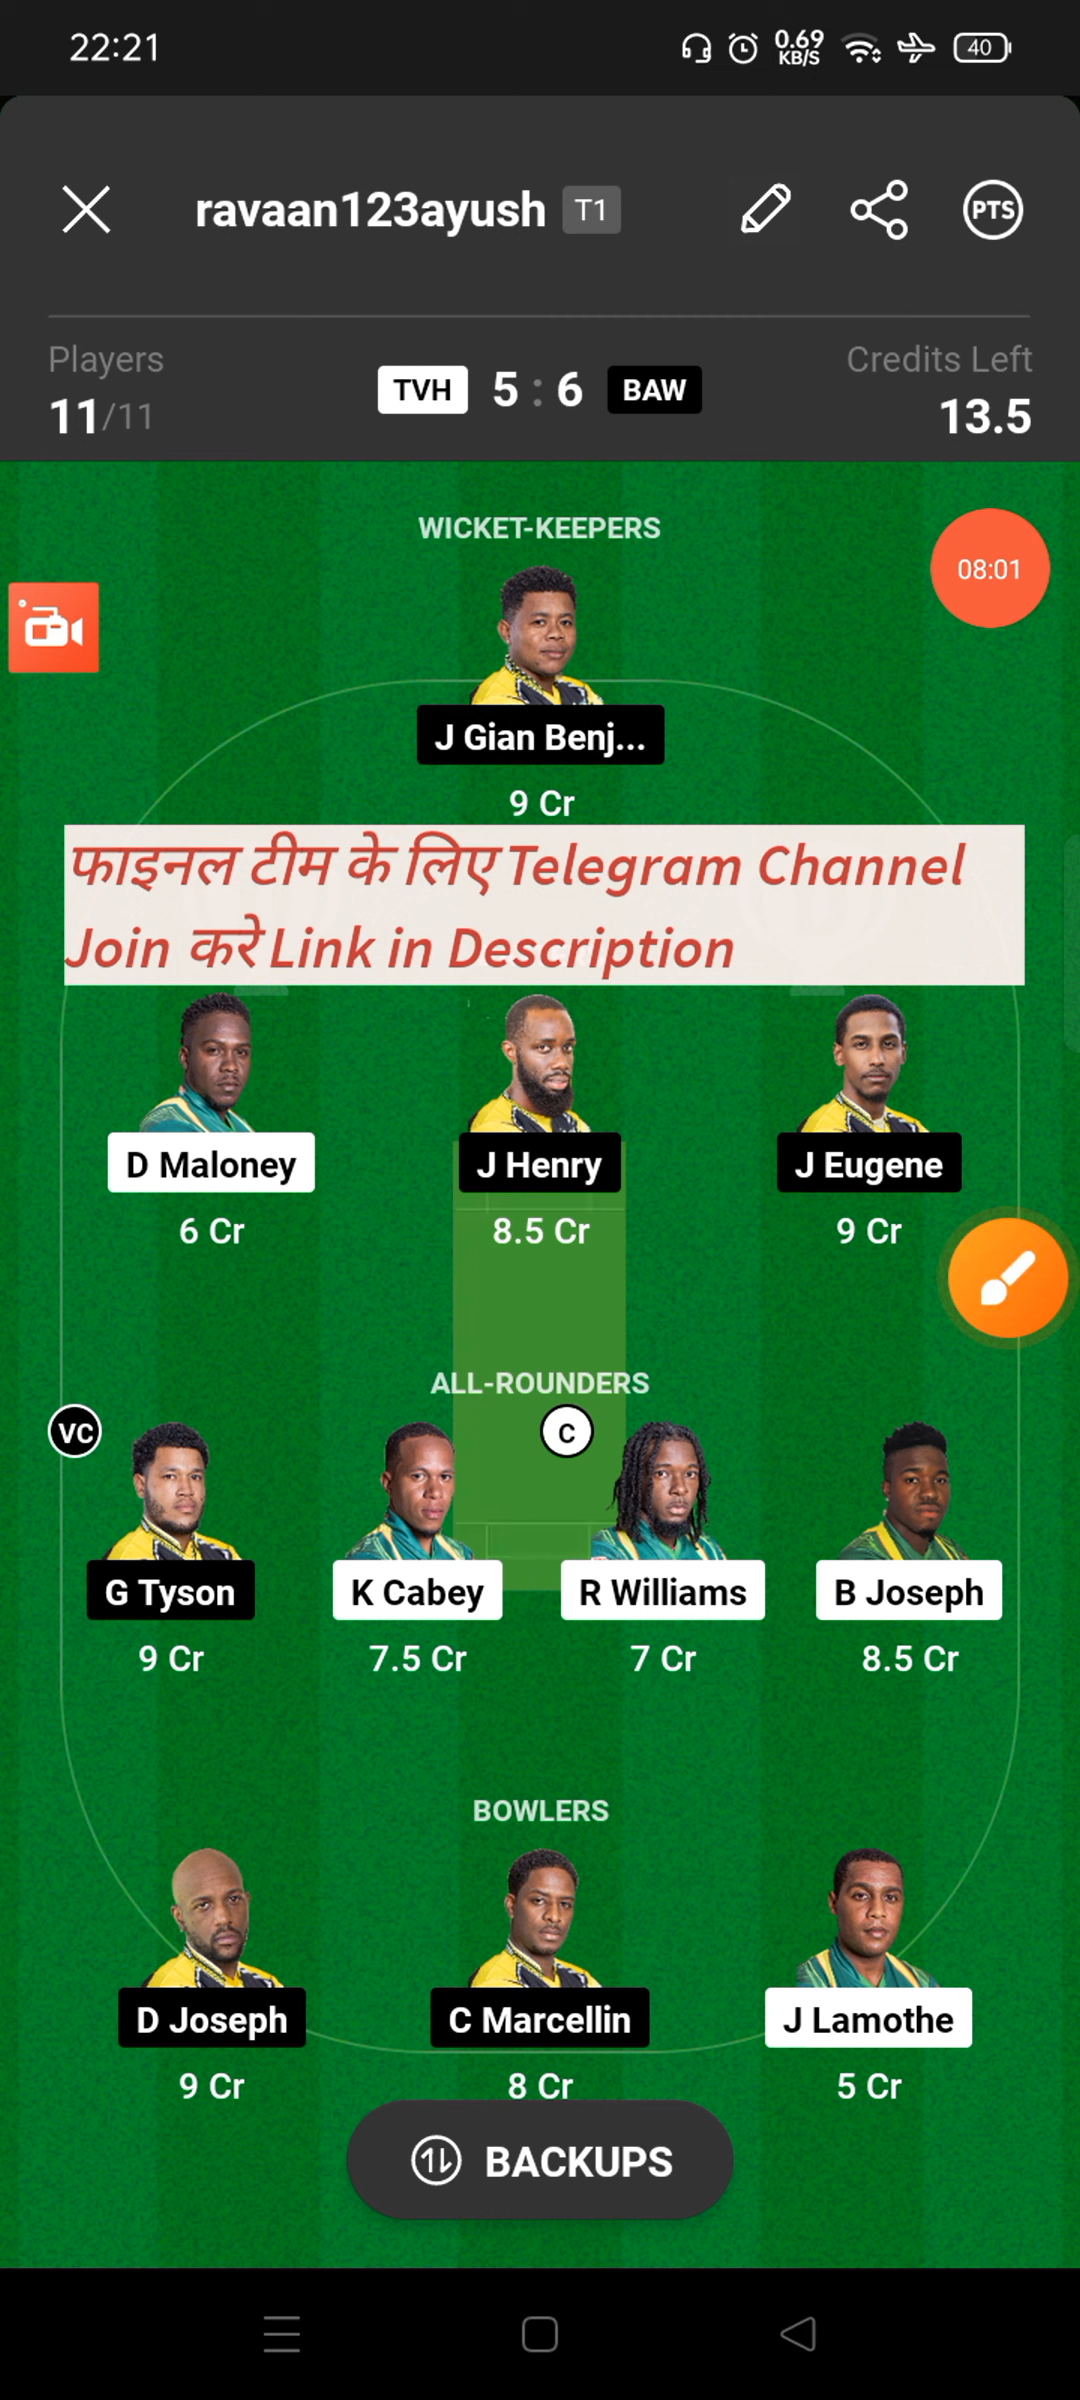 22:21
0.69
KB/S
40
ravaan123ayush T1
PTS
Players
11/11
TVH 5 : 6 BAW
Credits Left
13.5
WICKET-KEEPERS
08:01
J Gian Benj...
9 Cr
फाइनल टीम के लिए Telegram Channel
Join करे Link in Description
D Maloney
J Henry
J Eugene
6 Cr
8.5 Cr
9 Cr
ALL-ROUNDERS
VC
C
G Tyson
K Cabey
R Williams
B Joseph
9 Cr
7.5 Cr
7 Cr
8.5 Cr
BOWLERS
D Joseph
C Marcellin
J Lamothe
9 Cr
8 Cr
5 Cr
BACKUPS